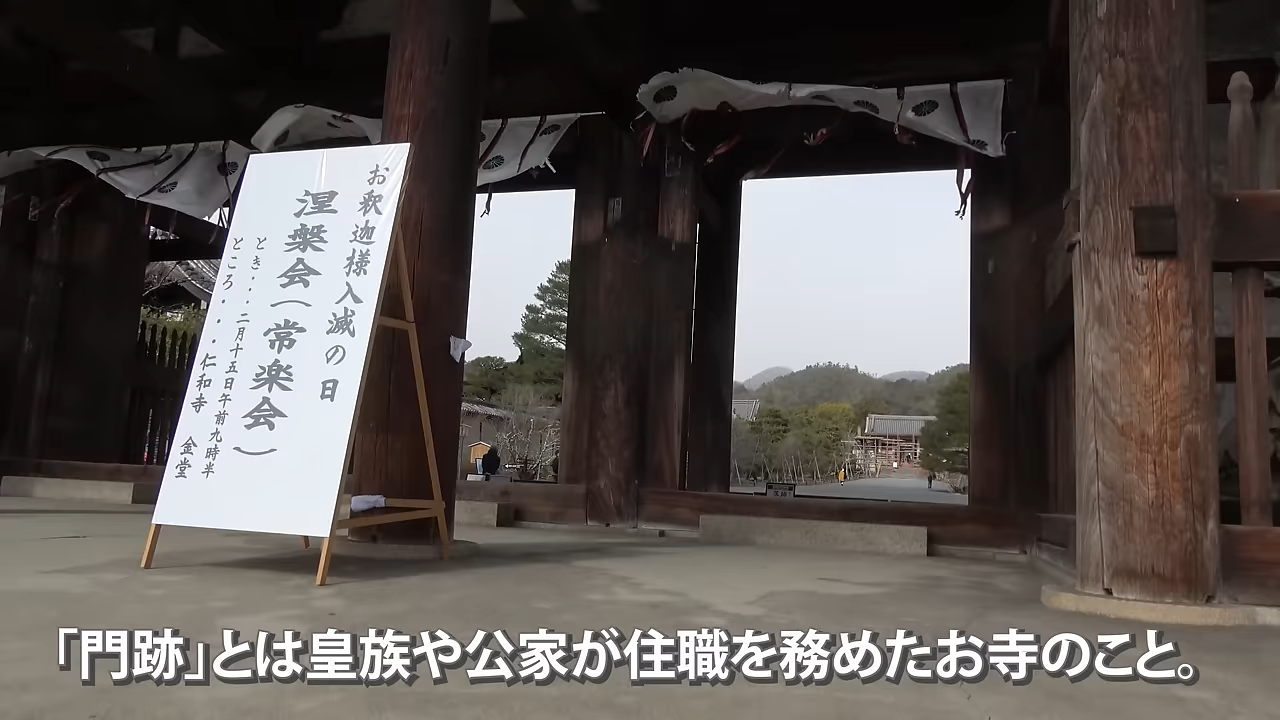 お釈迦様入滅の日
涅槃会(常楽会)
とき・・・二月十五日午前九時半
ところ・・・仁和寺 金堂
「門跡」とは皇族や公家が住職を務めたお寺のこと。